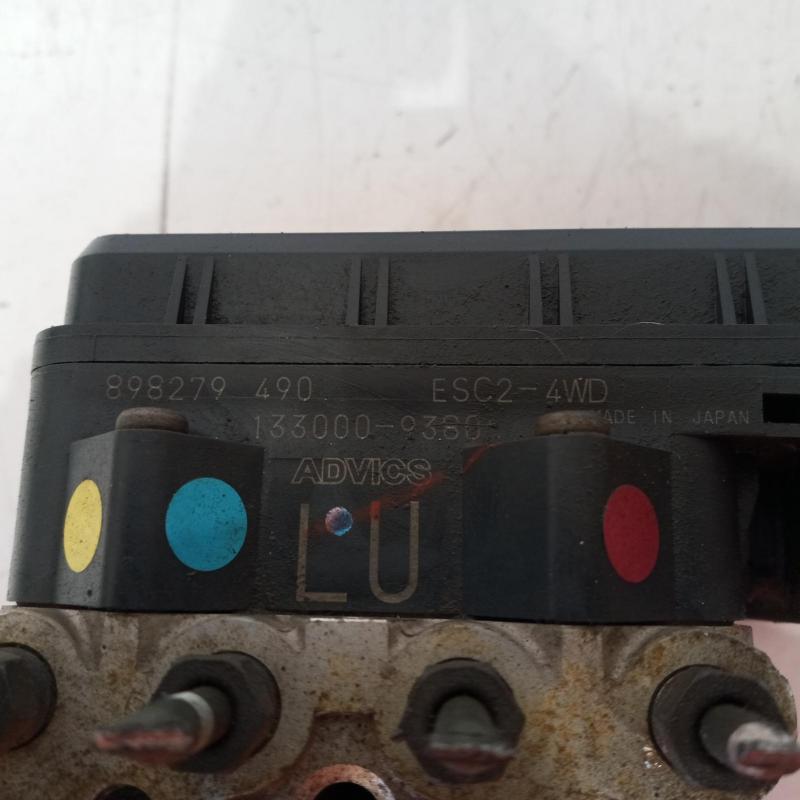 898279 490 ESC2-4WD
133000-9380 MADE IN JAPAN
ADVICS
LU